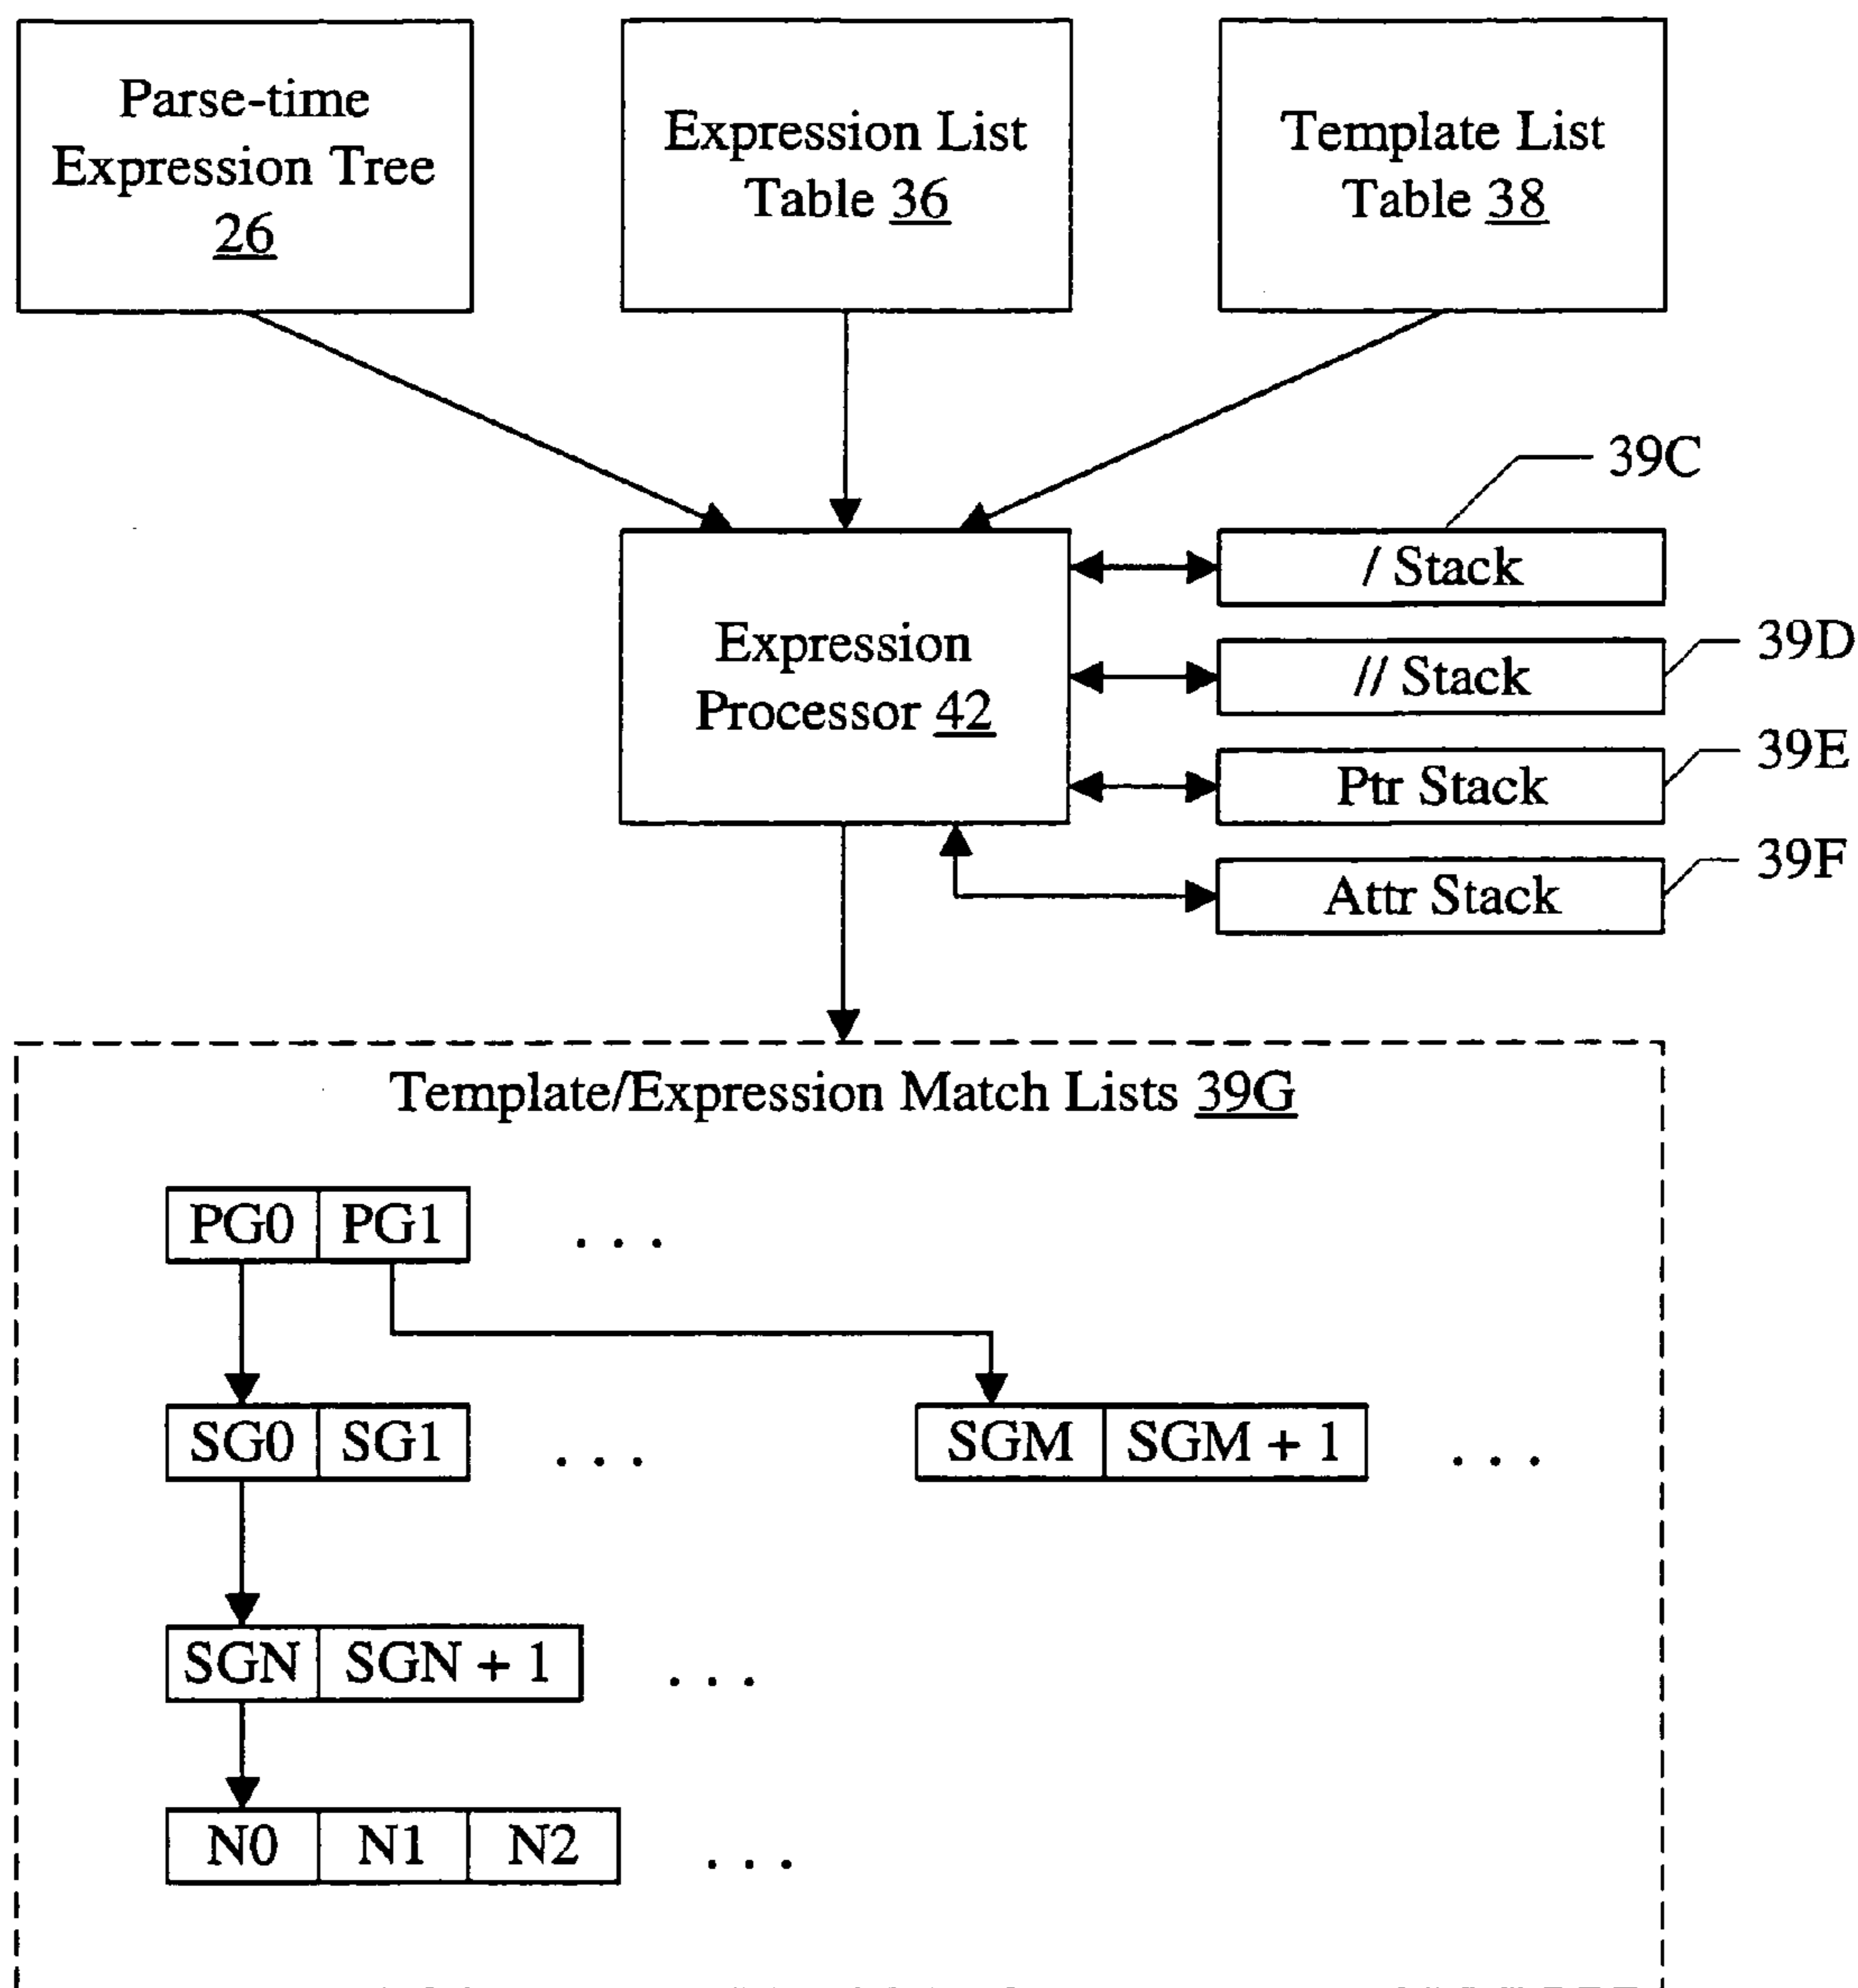 Parse-time
Expression Tree
26
Expression List
Table 36
Template List
Table 38
39C
/ Stack
Expression
Processor 42
// Stack
39D
Ptr Stack
39E
Attr Stack
39F
Template/Expression Match Lists 39G
PG0 PG1 ...
SG0 SG1 ... SGM SGM + 1 ...
SGN SGN + 1 ...
N0 N1 N2 ...